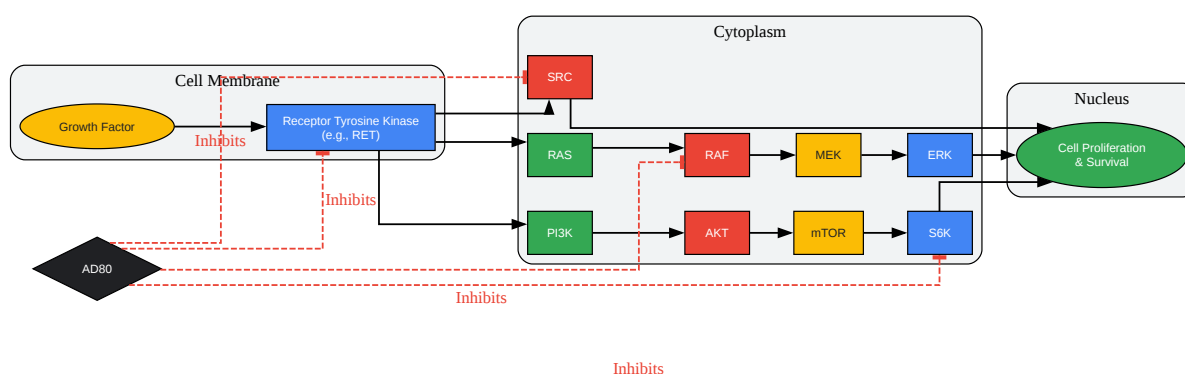 Cytoplasm
Cell Membrane
SRC
Nucleus
Growth Factor
Receptor Tyrosine Kinase
(e.g., RET)
Inhibits
RAS
RAF
MEK
ERK
Cell Proliferation
& Survival
Inhibits
PI3K
AKT
mTOR
S6K
AD80
Inhibits
Inhibits